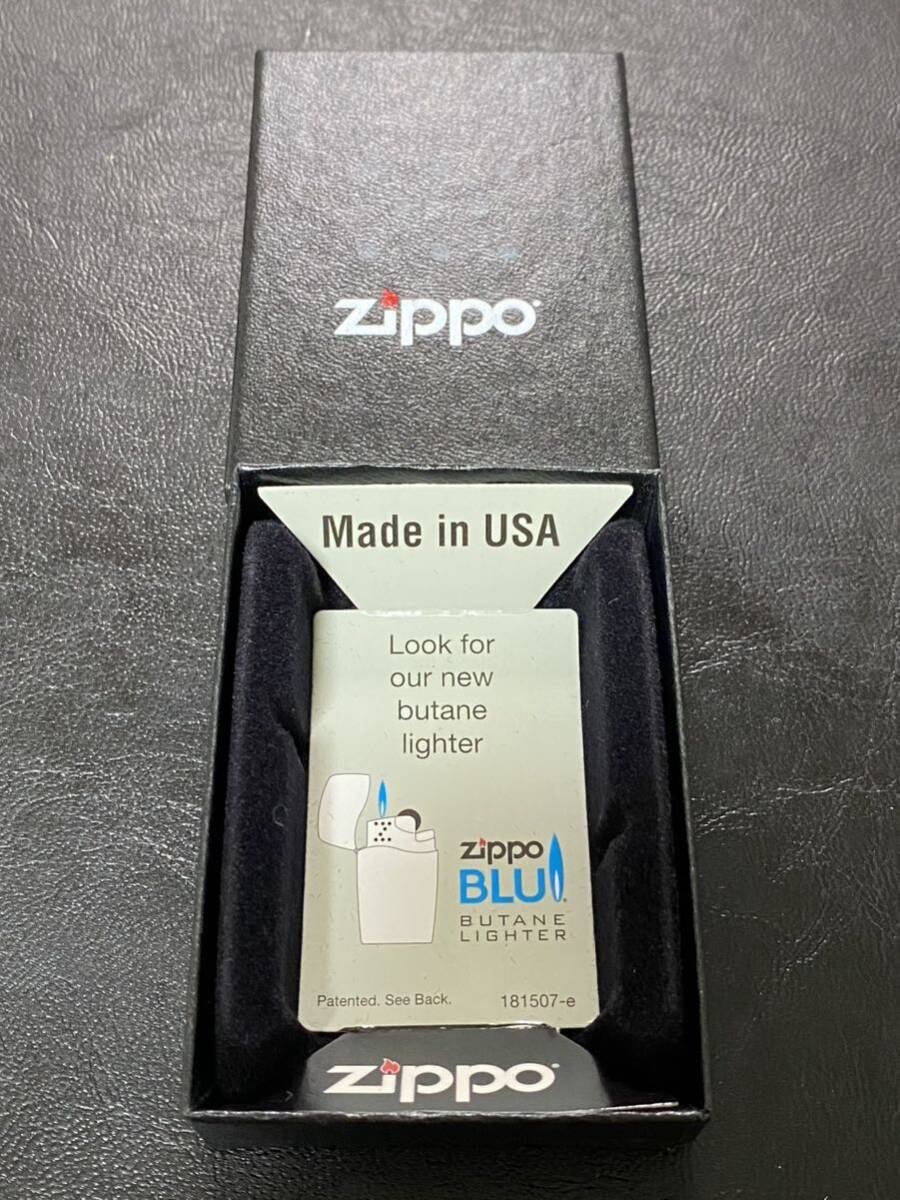 zippo
Made in USA
Look for
our new
butane
lighter
zippo
BLU
BUTANE
LIGHTER
Patented. See Back.
181507-e
zippo